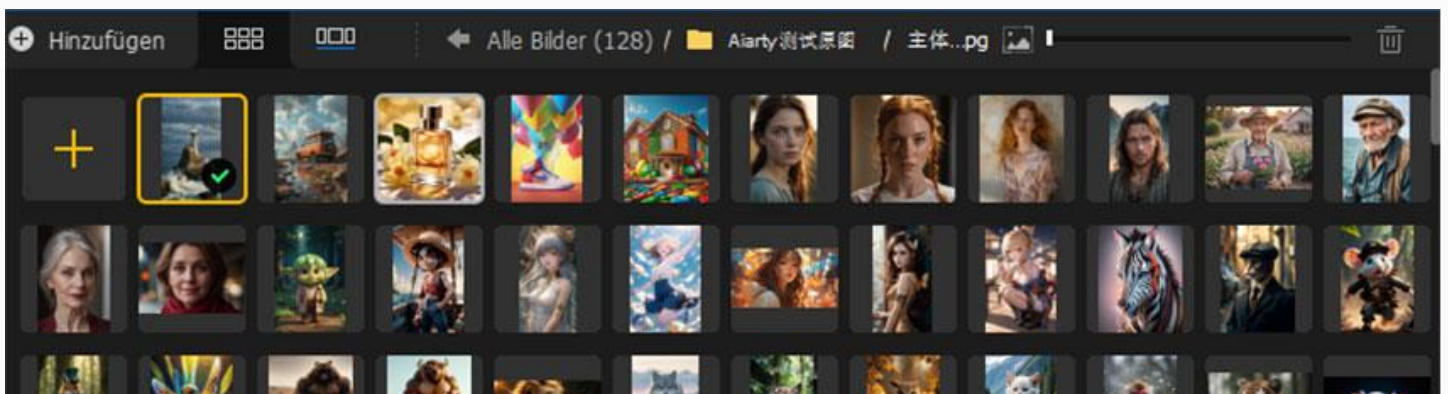 Hinzufügen Alle Bilder (128) / Aiarty测试原图 / 主体...pg